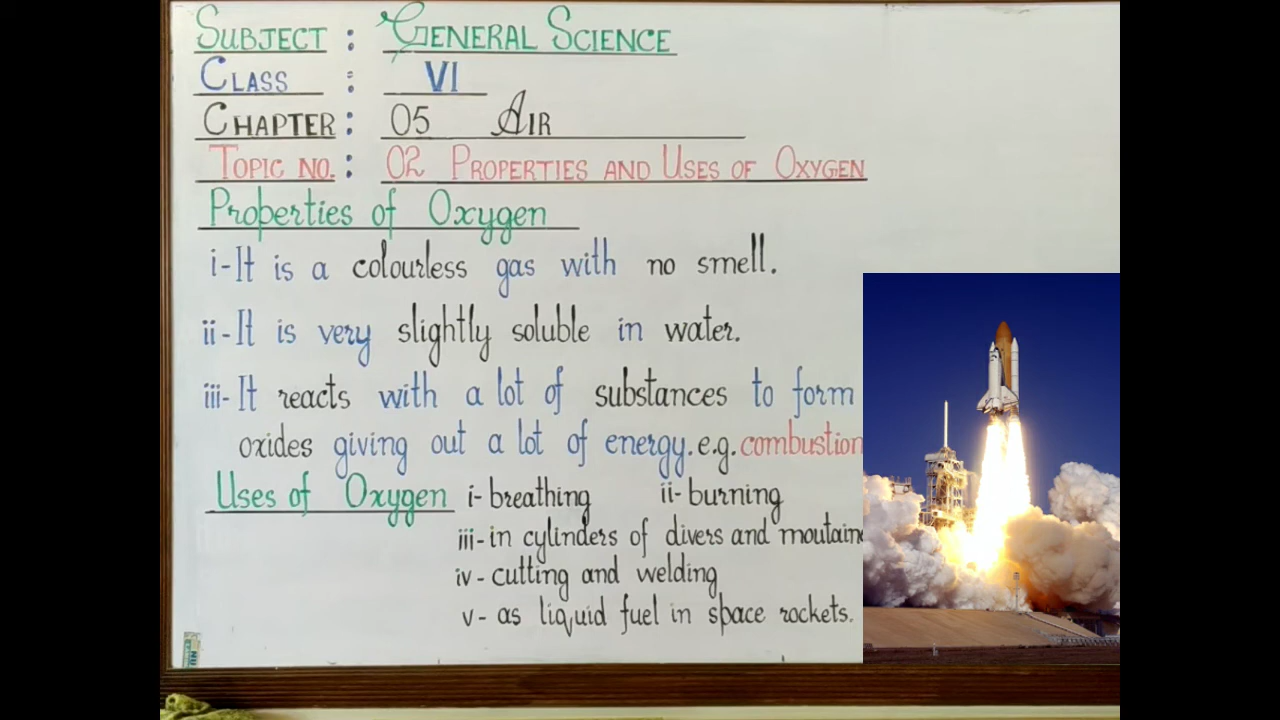 SUBJECT : GENERAL SCIENCE
CLASS : VI
CHAPTER : 05 AIR
TOPIC NO. : 02 PROPERTIES AND USES OF OXYGEN
Properties of Oxygen
i-It is a colourless gas with no smell.
ii-It is very slightly soluble in water.
iii-It reacts with a lot of substances to form
oxides giving out a lot of energy.e.g.combustion
Uses of Oxygen i-breathing ii-burning
iii-in cylinders of divers and
iv-cutting and welding
v- as liquid fuel in space rockets.